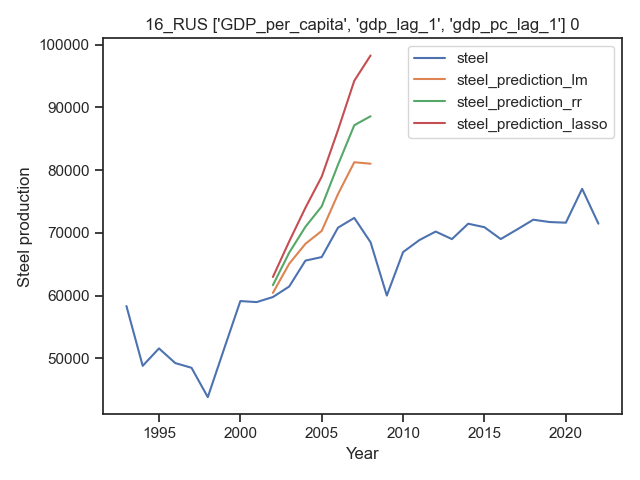 16_RUS ['GDP_per_capita', 'gdp_lag_1', 'gdp_pc_lag_1'] 0
steel
steel_prediction_lm
steel_prediction_rr
steel_prediction_lasso
100000
90000
80000
70000
60000
50000
Steel production
1995
2000
2005
2010
2015
2020
Year